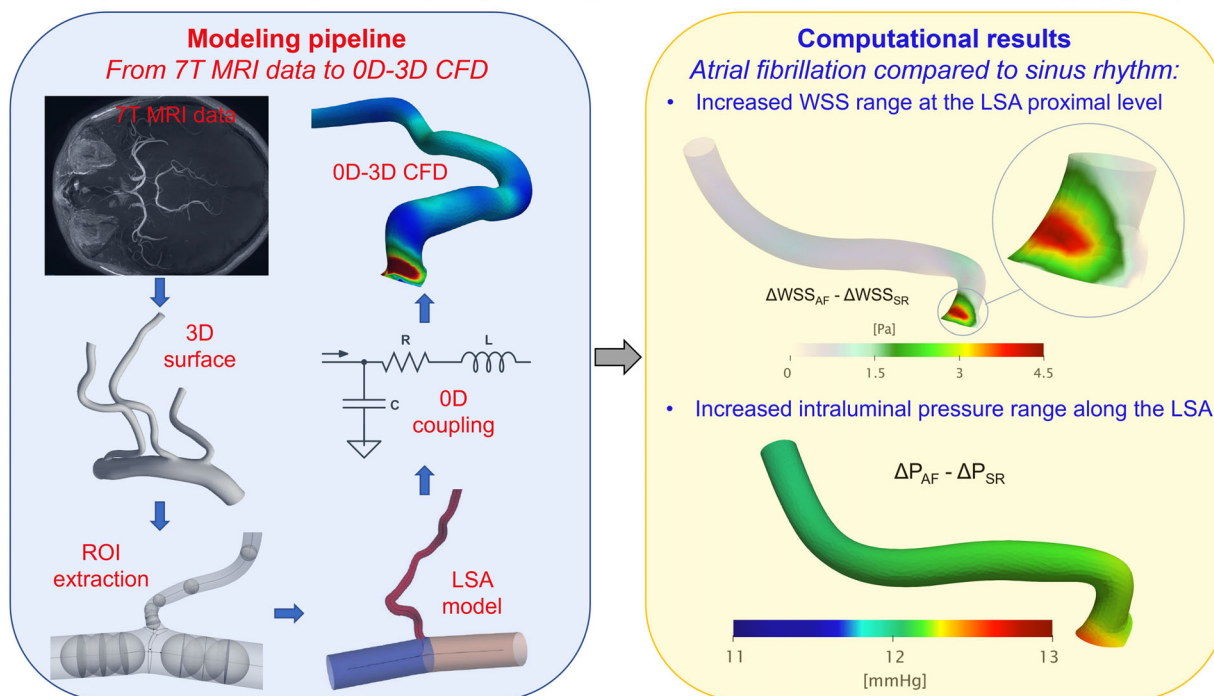 Modeling pipeline
From 7T MRI data to 0D-3D CFD
7T MRI data
3D
surface
ROI
extraction
LSA
model
R
L
C
0D
coupling
0D-3D CFD
Computational results
Atrial fibrillation compared to sinus rhythm:
• Increased WSS range at the LSA proximal level
ΔWSS_AF - ΔWSS_SR
[Pa]
0 1.5 3 4.5
• Increased intraluminal pressure range along the LSA
ΔP_AF - ΔP_SR
11 12 13
[mmHg]